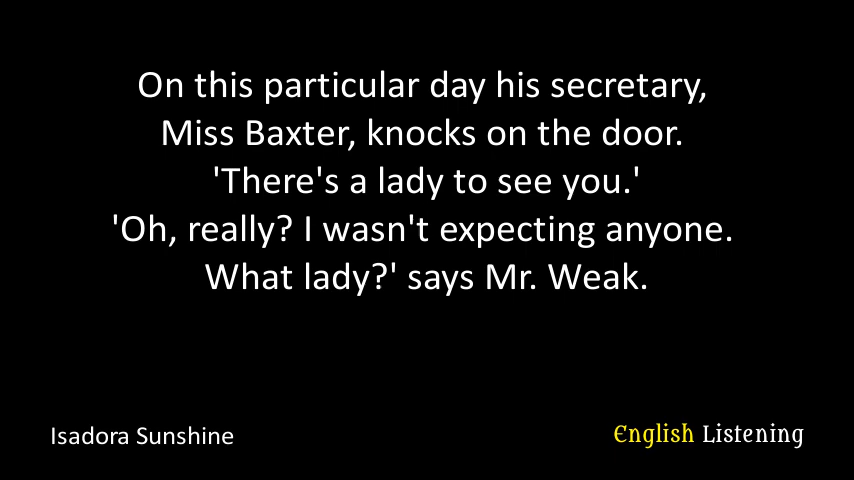 On this particular day his secretary,
Miss Baxter, knocks on the door.
'There's a lady to see you.'
'Oh, really? I wasn't expecting anyone.
What lady?' says Mr. Weak.
Isadora Sunshine
English Listening